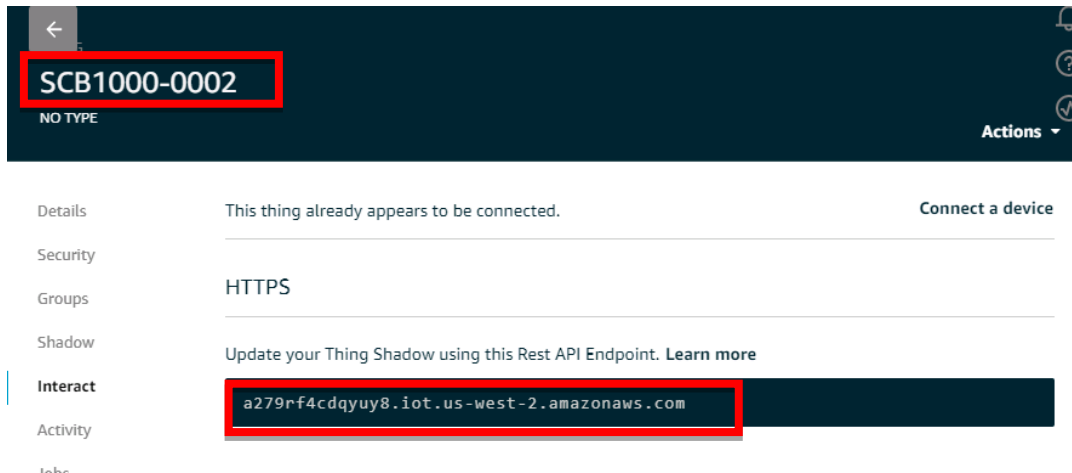 SCB1000-0002
NO TYPE
Actions
Details
This thing already appears to be connected.
Connect a device
Security
HTTPS
Groups
Shadow
Update your Thing Shadow using this Rest API Endpoint. Learn more
Interact
a279rf4cdqyuy8.iot.us-west-2.amazonaws.com
Activity
Jobs